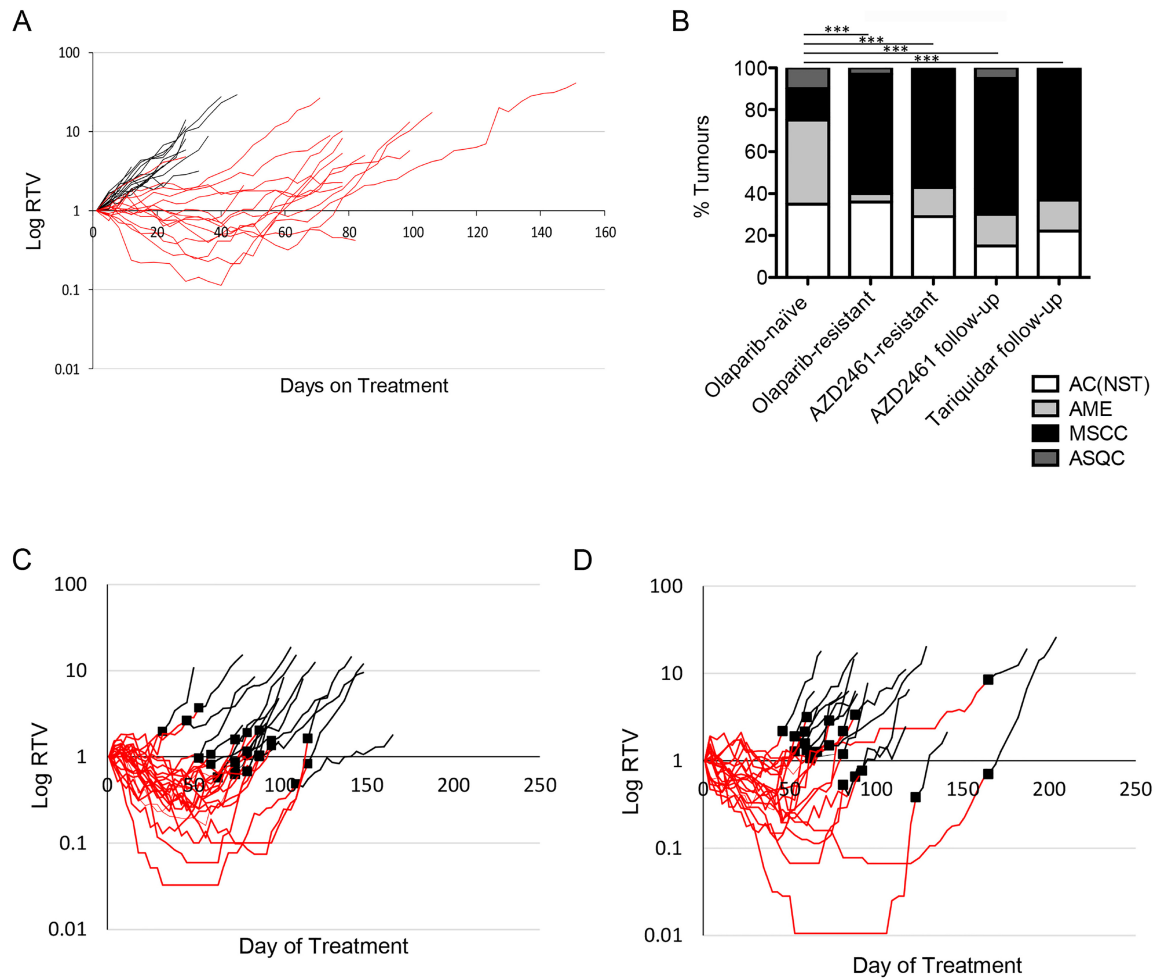 A
100
10
1
0.1
0.01
0 20 40 60 80 100 120 140 160
Log RTV
Days on Treatment
B
***
***
***
***
100
80
60
40
20
0
% Tumours
Olaparib-naïve
Olaparib-resistant
AZD2461-resistant
AZD2461 follow-up
Tariquidar follow-up
AC(NST)
AME
MSCC
ASQC
C
100
10
1
0.1
0.01
0 50 100 150 200 250
Log RTV
Day of Treatment
D
100
10
1
0.1
0.01
0 50 100 150 200 250
Log RTV
Day of Treatment